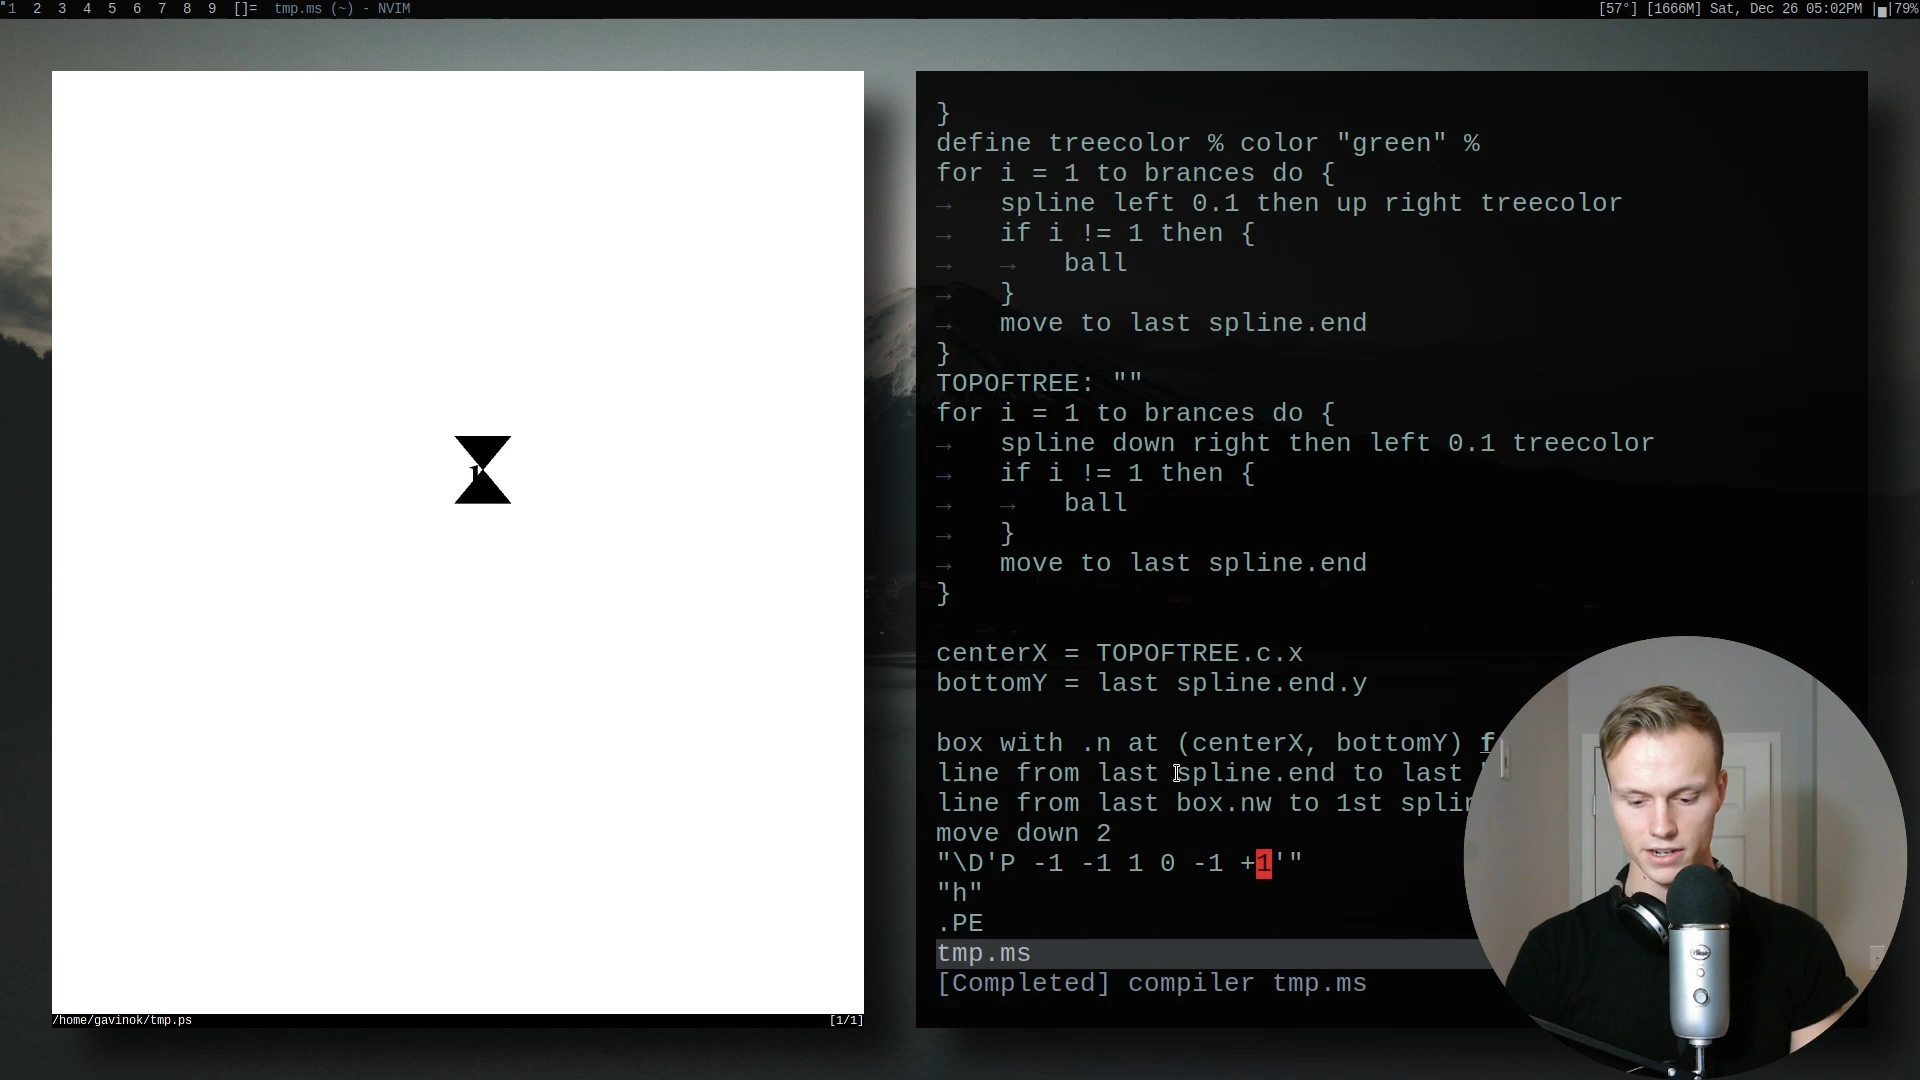 1 2 3 4 5 6 7 8 9 []= tmp.ms (~) - NVIM
[57°] [1666M] Sat, Dec 26 05:02PM |▄|79%
/home/gavinok/tmp.ps [1/1]
}
define treecolor % color "green" %
for i = 1 to brances do {
→ spline left 0.1 then up right treecolor
→ if i != 1 then {
→ → ball
→ }
→ move to last spline.end
}
TOPOFTREE: ""
for i = 1 to brances do {
→ spline down right then left 0.1 treecolor
→ if i != 1 then {
→ → ball
→ }
→ move to last spline.end
}
centerX = TOPOFTREE.c.x
bottomY = last spline.end.y
box with .n at (centerX, bottomY) f
line from last spline.end to last
line from last box.nw to 1st splin
move down 2
"\D'P -1 -1 1 0 -1 +1'"
"h"
.PE
tmp.ms
[Completed] compiler tmp.ms